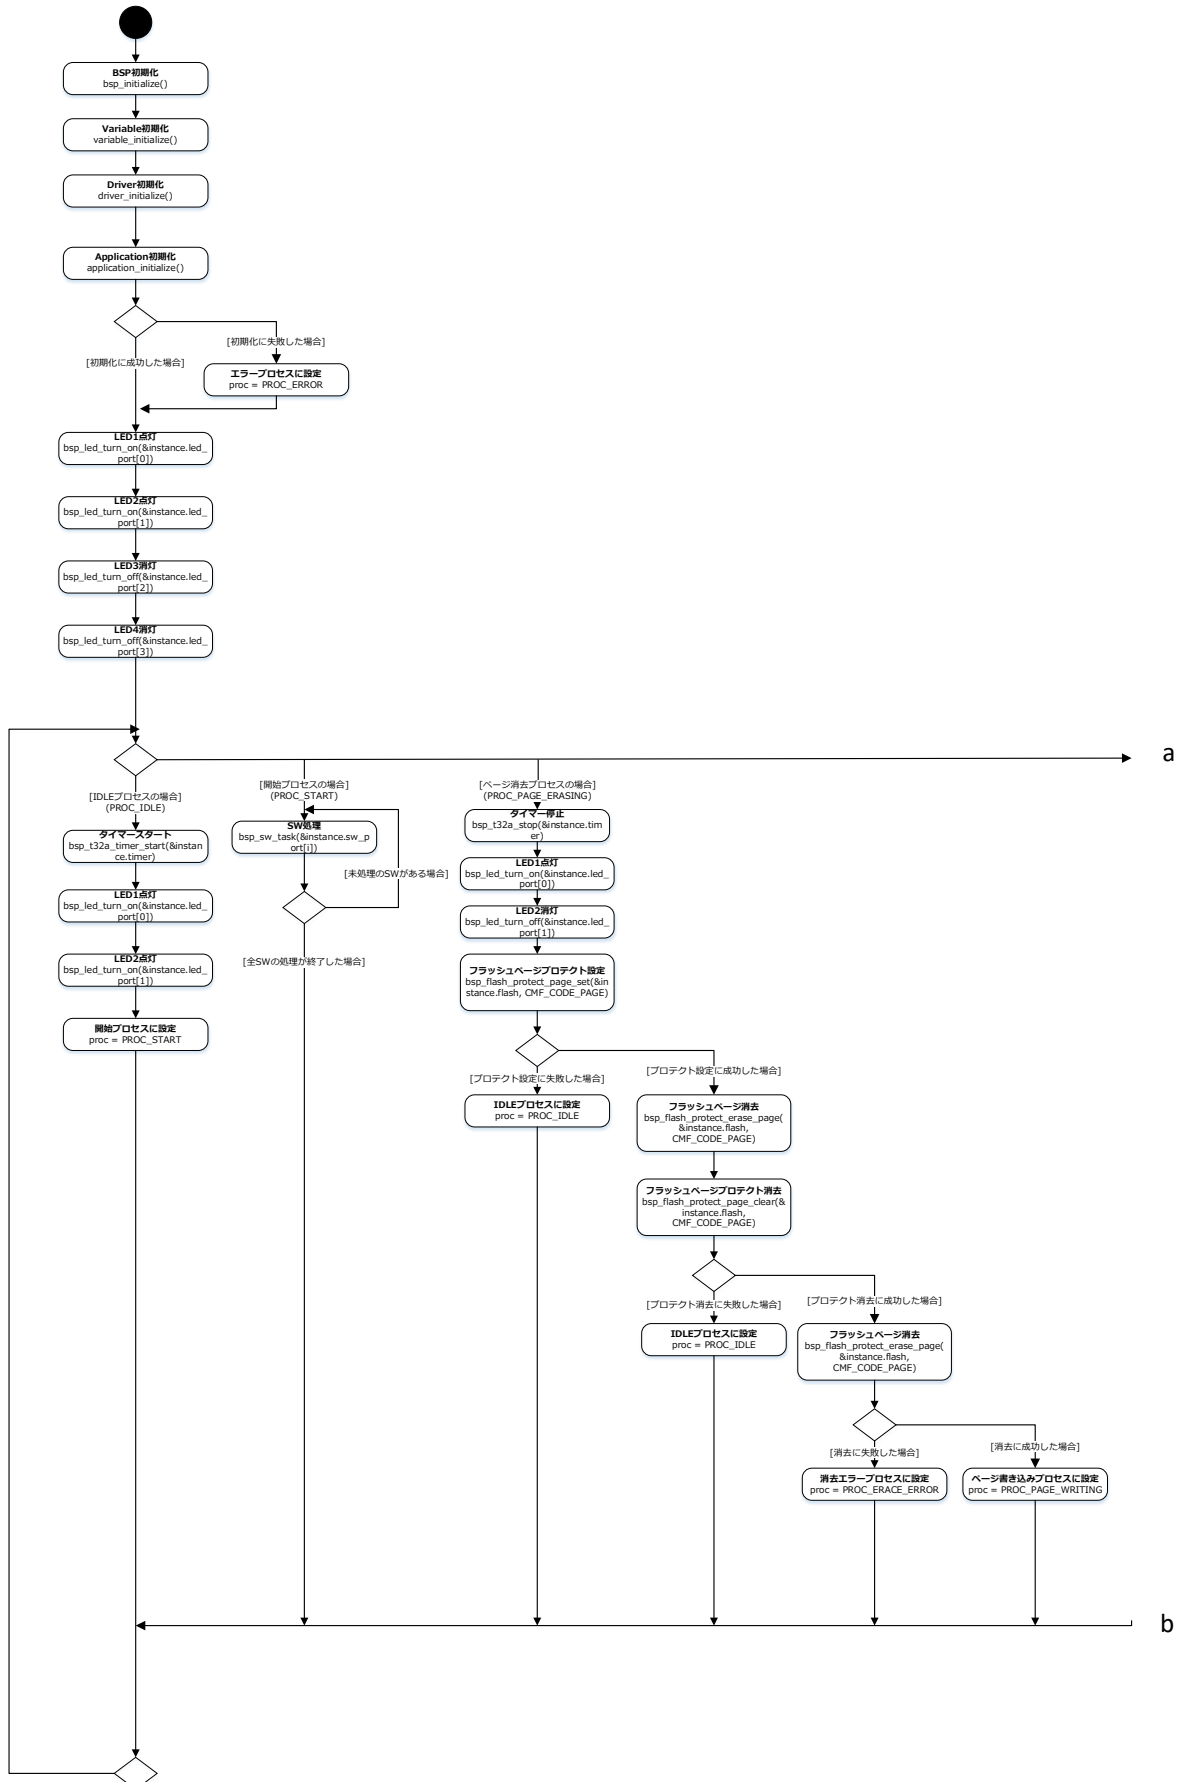 BSP初期化
bsp_initialize()
Variable初期化
variable_initialize()
Driver初期化
driver_initialize()
Application初期化
application_initialize()
[初期化に失敗した場合]
[初期化に成功した場合]
エラープロセスに設定
proc = PROC_ERROR
LED1点灯
bsp_led_turn_on(&instance.led_
port[0])
LED2点灯
bsp_led_turn_on(&instance.led_
port[1])
LED3消灯
bsp_led_turn_off(&instance.led_
port[2])
LED4消灯
bsp_led_turn_off(&instance.led_
port[3])
a
[IDLEプロセスの場合]
(PROC_IDLE)
タイマースタート
bsp_t32a_timer_start(&instan
ce.timer)
LED1点灯
bsp_led_turn_on(&instance.led_
port[0])
LED2点灯
bsp_led_turn_on(&instance.led_
port[1])
開始プロセスに設定
proc = PROC_START
[開始プロセスの場合]
(PROC_START)
SW処理
bsp_sw_task(&instance.sw_p
ort[i])
[未処理のSWがある場合]
[全SWの処理が終了した場合]
[ページ消去プロセスの場合]
(PROC_PAGE_ERASING)
タイマー停止
bsp_t32a_stop(&instance.tim
er)
LED1点灯
bsp_led_turn_on(&instance.led_
port[0])
LED2消灯
bsp_led_turn_off(&instance.led_
port[1])
フラッシュページプロテクト設定
bsp_flash_protect_page_set(&in
stance.flash, CMF_CODE_PAGE)
[プロテクト設定に失敗した場合]
IDLEプロセスに設定
proc = PROC_IDLE
[プロテクト設定に成功した場合]
フラッシュページ消去
bsp_flash_protect_erase_page(
&instance.flash,
CMF_CODE_PAGE)
フラッシュページプロテクト消去
bsp_flash_protect_page_clear(&
instance.flash,
CMF_CODE_PAGE)
[プロテクト消去に失敗した場合]
IDLEプロセスに設定
proc = PROC_IDLE
[プロテクト消去に成功した場合]
フラッシュページ消去
bsp_flash_protect_erase_page(
&instance.flash,
CMF_CODE_PAGE)
[消去に失敗した場合]
消去エラープロセスに設定
proc = PROC_ERACE_ERROR
[消去に成功した場合]
ページ書き込みプロセスに設定
proc = PROC_PAGE_WRITING
b